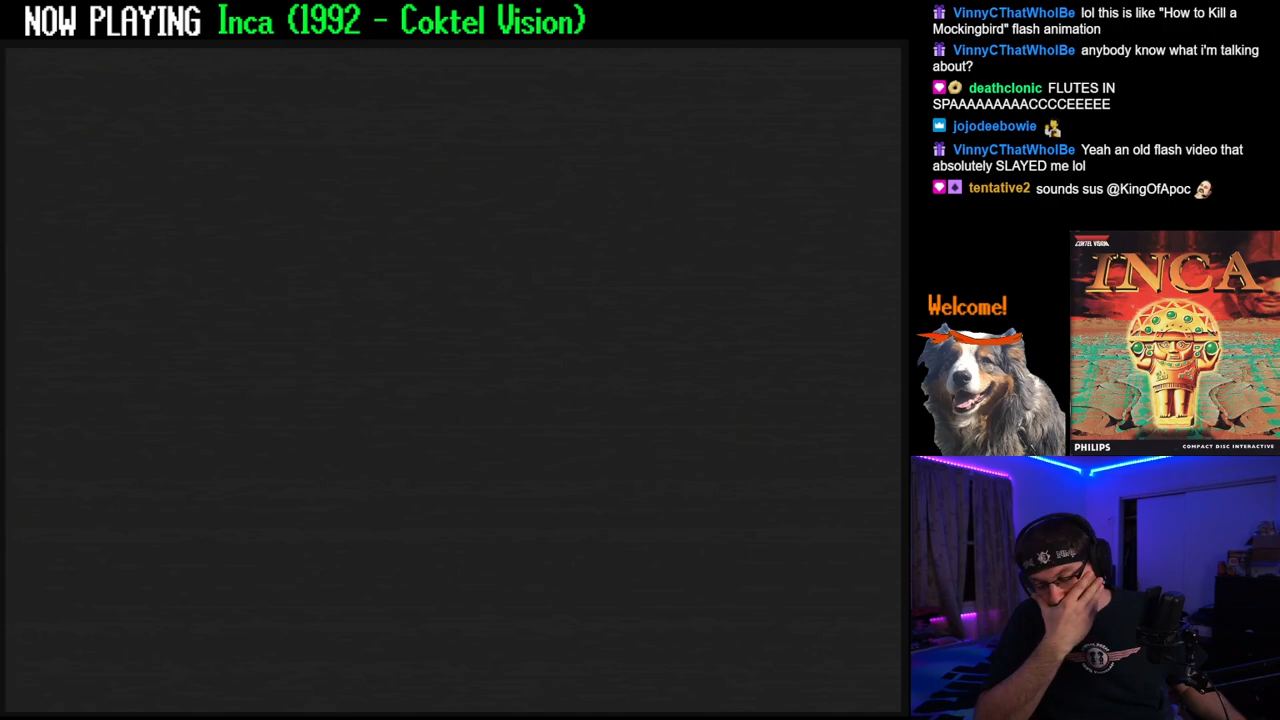 NOW PLAYING Inca (1992 - Coktel Vision)
VinnyCThatWhoIBe lol this is like "How to Kill a
Mockingbird" flash animation
VinnyCThatWhoIBe anybody know what i'm talking
about?
deathclonic FLUTES IN
SPAAAAAAAAACCCCEEEEE
jojodeebowie
VinnyCThatWhoIBe Yeah an old flash video that
absolutely SLAYED me lol
tentative2 sounds sus @KingOfApoc
COKTEL VISION
INCA
Welcome!
PHILIPS COMPACT DISC INTERACTIVE